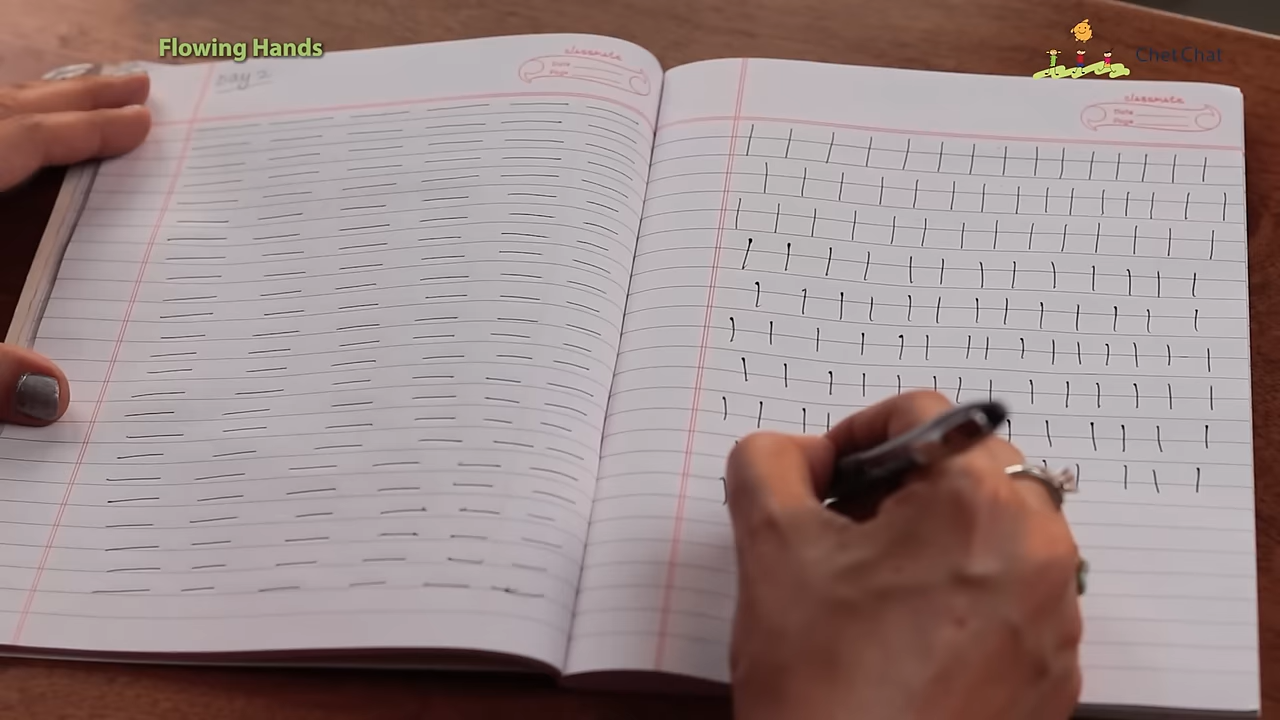 Flowing Hands
ChetChat
Day 2
classmate
Date
Page
classmate
Date
Page